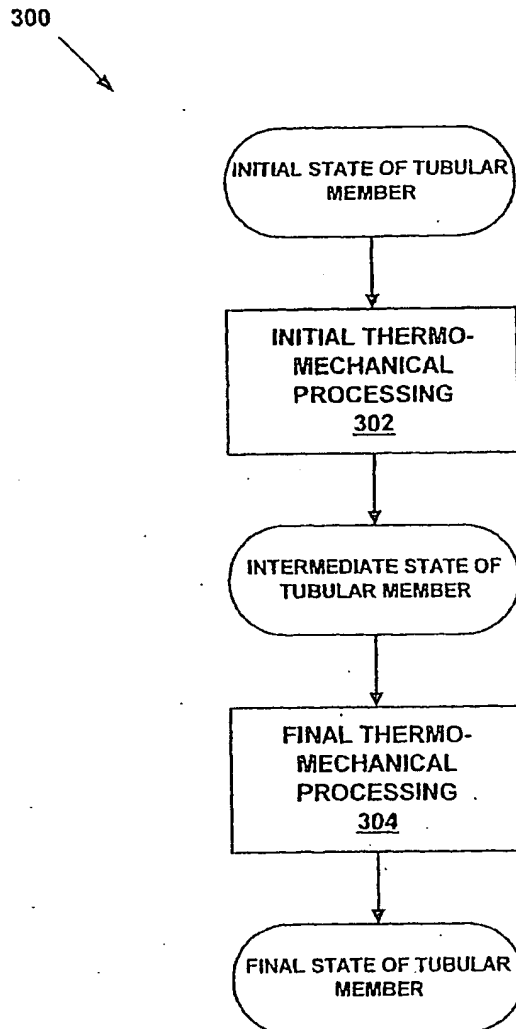 300
INITIAL STATE OF TUBULAR
MEMBER
INITIAL THERMO-
MECHANICAL
PROCESSING
302
INTERMEDIATE STATE OF
TUBULAR MEMBER
FINAL THERMO-
MECHANICAL
PROCESSING
304
FINAL STATE OF TUBULAR
MEMBER